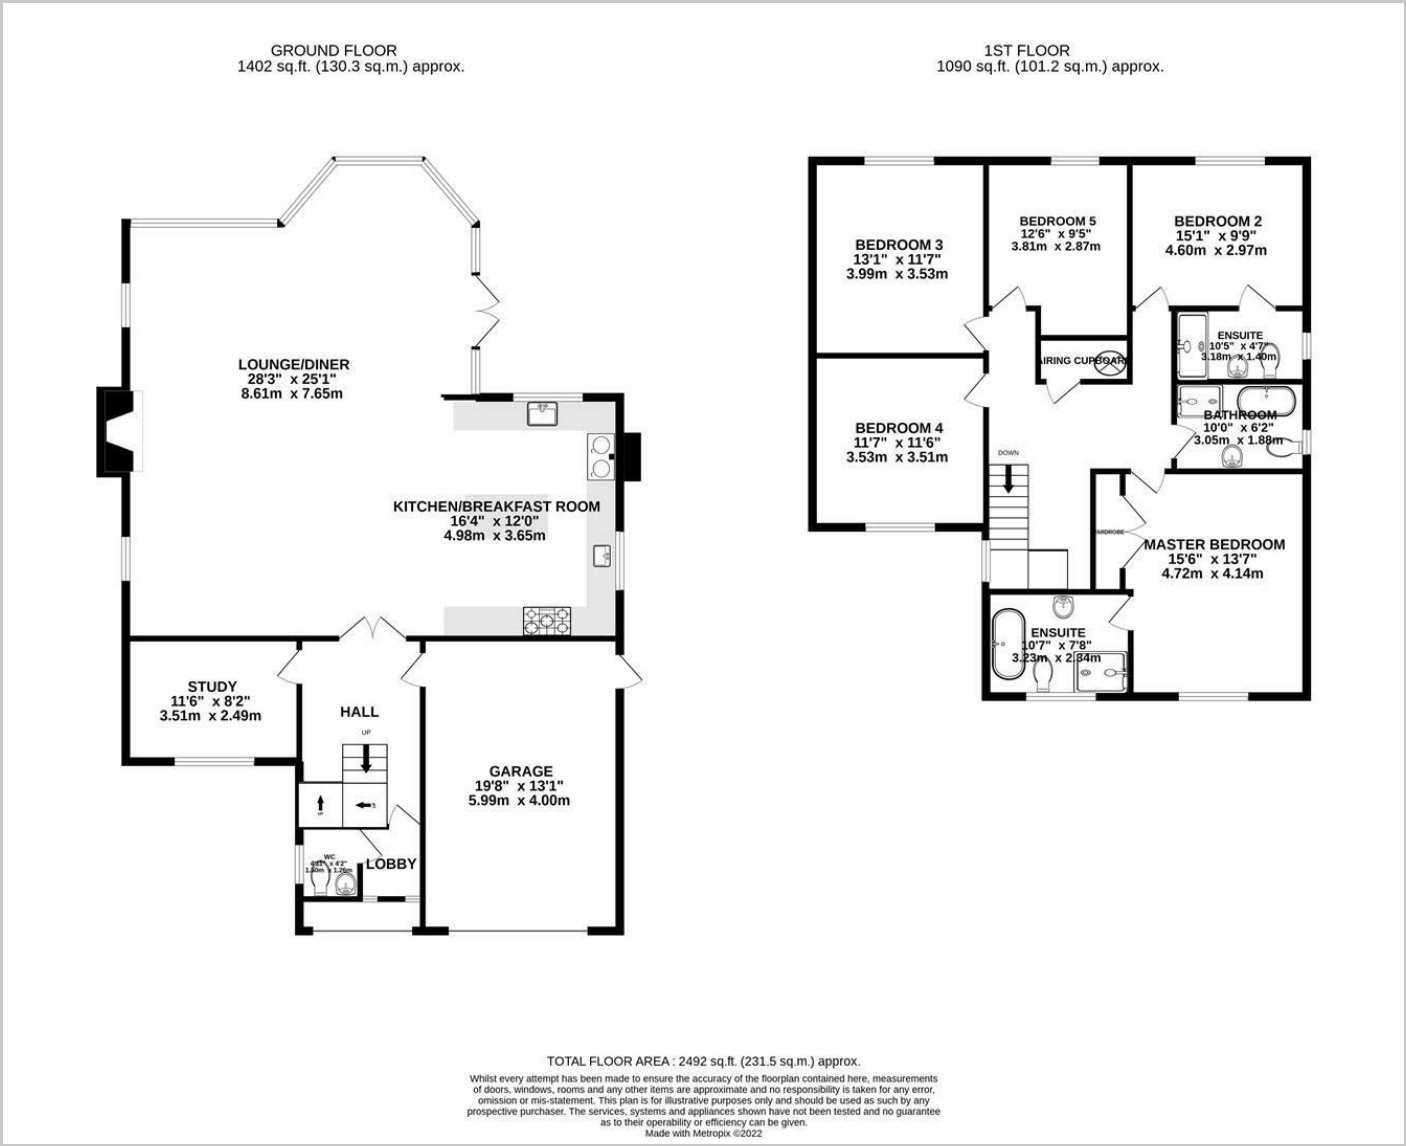 GROUND FLOOR
1402 sq.ft. (130.3 sq.m.) approx.
1ST FLOOR
1090 sq.ft. (101.2 sq.m.) approx.
LOUNGE/DINER
28'3" x 25'1"
8.61m x 7.65m
KITCHEN/BREAKFAST ROOM
16'4" x 12'0"
4.98m x 3.65m
STUDY
11'6" x 8'2"
3.51m x 2.49m
HALL
UP
GARAGE
19'8" x 13'1"
5.99m x 4.00m
UP
WC
4'11" x 4'2"
1.50m x 1.26m
LOBBY
BEDROOM 3
13'1" x 11'7"
3.99m x 3.53m
BEDROOM 5
12'6" x 9'5"
3.81m x 2.87m
BEDROOM 2
15'1" x 9'9"
4.60m x 2.97m
ENSUITE
10'5" x 4'7"
3.18m x 1.40m
AIRING CUPBOARD
BATHROOM
10'0" x 6'2"
3.05m x 1.88m
BEDROOM 4
11'7" x 11'6"
3.53m x 3.51m
DOWN
WARDROBE
MASTER BEDROOM
15'6" x 13'7"
4.72m x 4.14m
ENSUITE
10'7" x 7'8"
3.23m x 2.34m
TOTAL FLOOR AREA : 2492 sq.ft. (231.5 sq.m.) approx.
Whilst every attempt has been made to ensure the accuracy of the floorplan contained here, measurements
of doors, windows, rooms and any other items are approximate and no responsibility is taken for any error,
omission or mis-statement. This plan is for illustrative purposes only and should be used as such by any
prospective purchaser. The services, systems and appliances shown have not been tested and no guarantee
as to their operability or efficiency can be given.
Made with Metropix ©2022